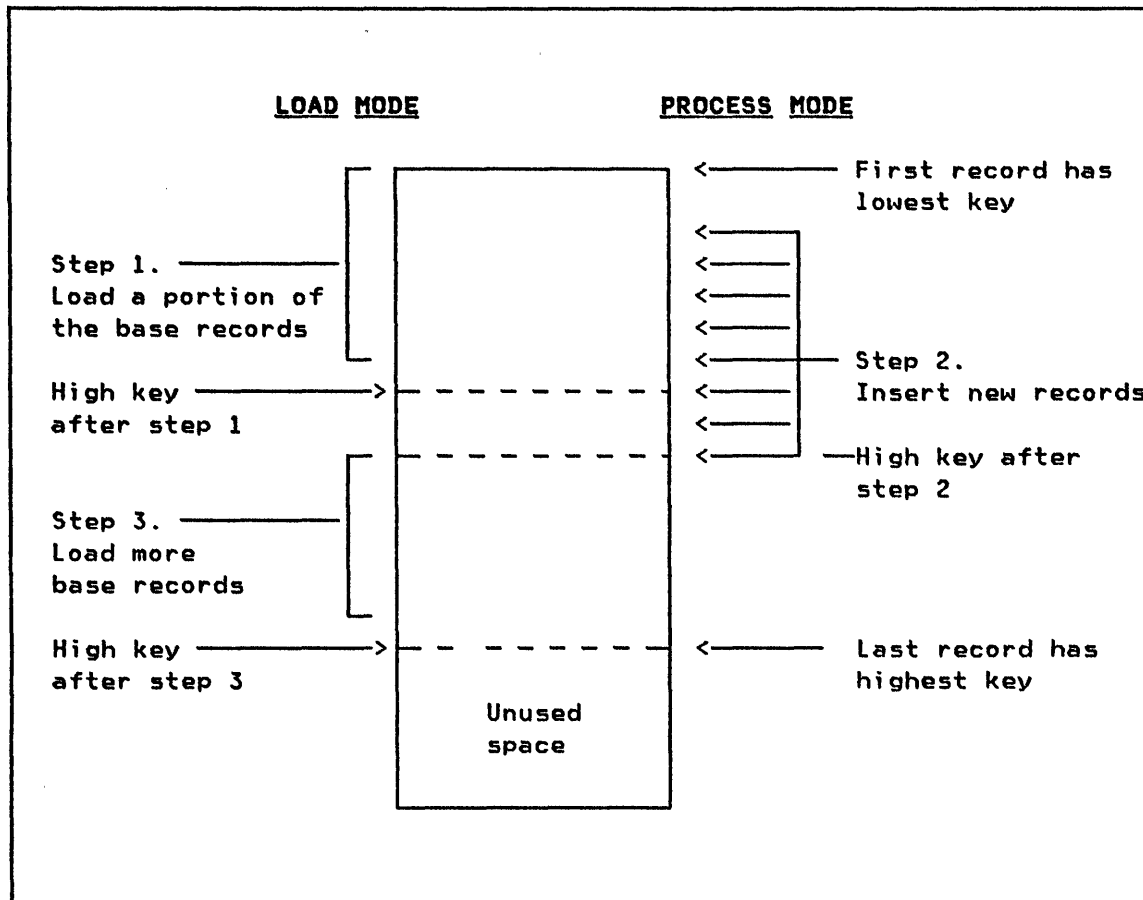 LOAD MODE
PROCESS MODE
First record has
lowest key
Step 1.
Load a portion of
the base records
High key
after step 1
Step 2.
Insert new records
High key after
step 2
Step 3.
Load more
base records
High key
after step 3
Last record has
highest key
Unused
space